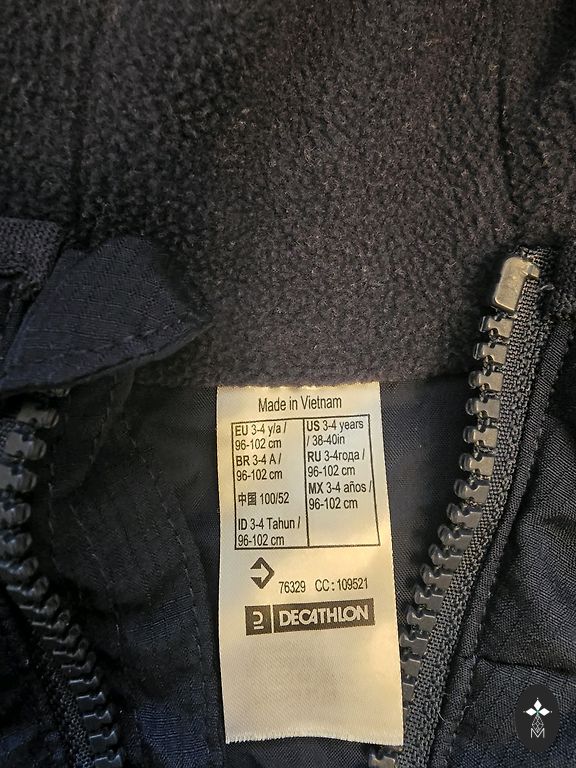 Made in Vietnam
EU 3-4 y/a /
96-102 cm
BR 3-4 A /
96-102 cm
中国 100/52
ID 3-4 Tahun /
96-102 cm
US 3-4 years
/ 38-40in
RU 3-4года /
96-102 cm
MX 3-4 años /
96-102 cm
76329 CC : 109521
DECATHLON
M